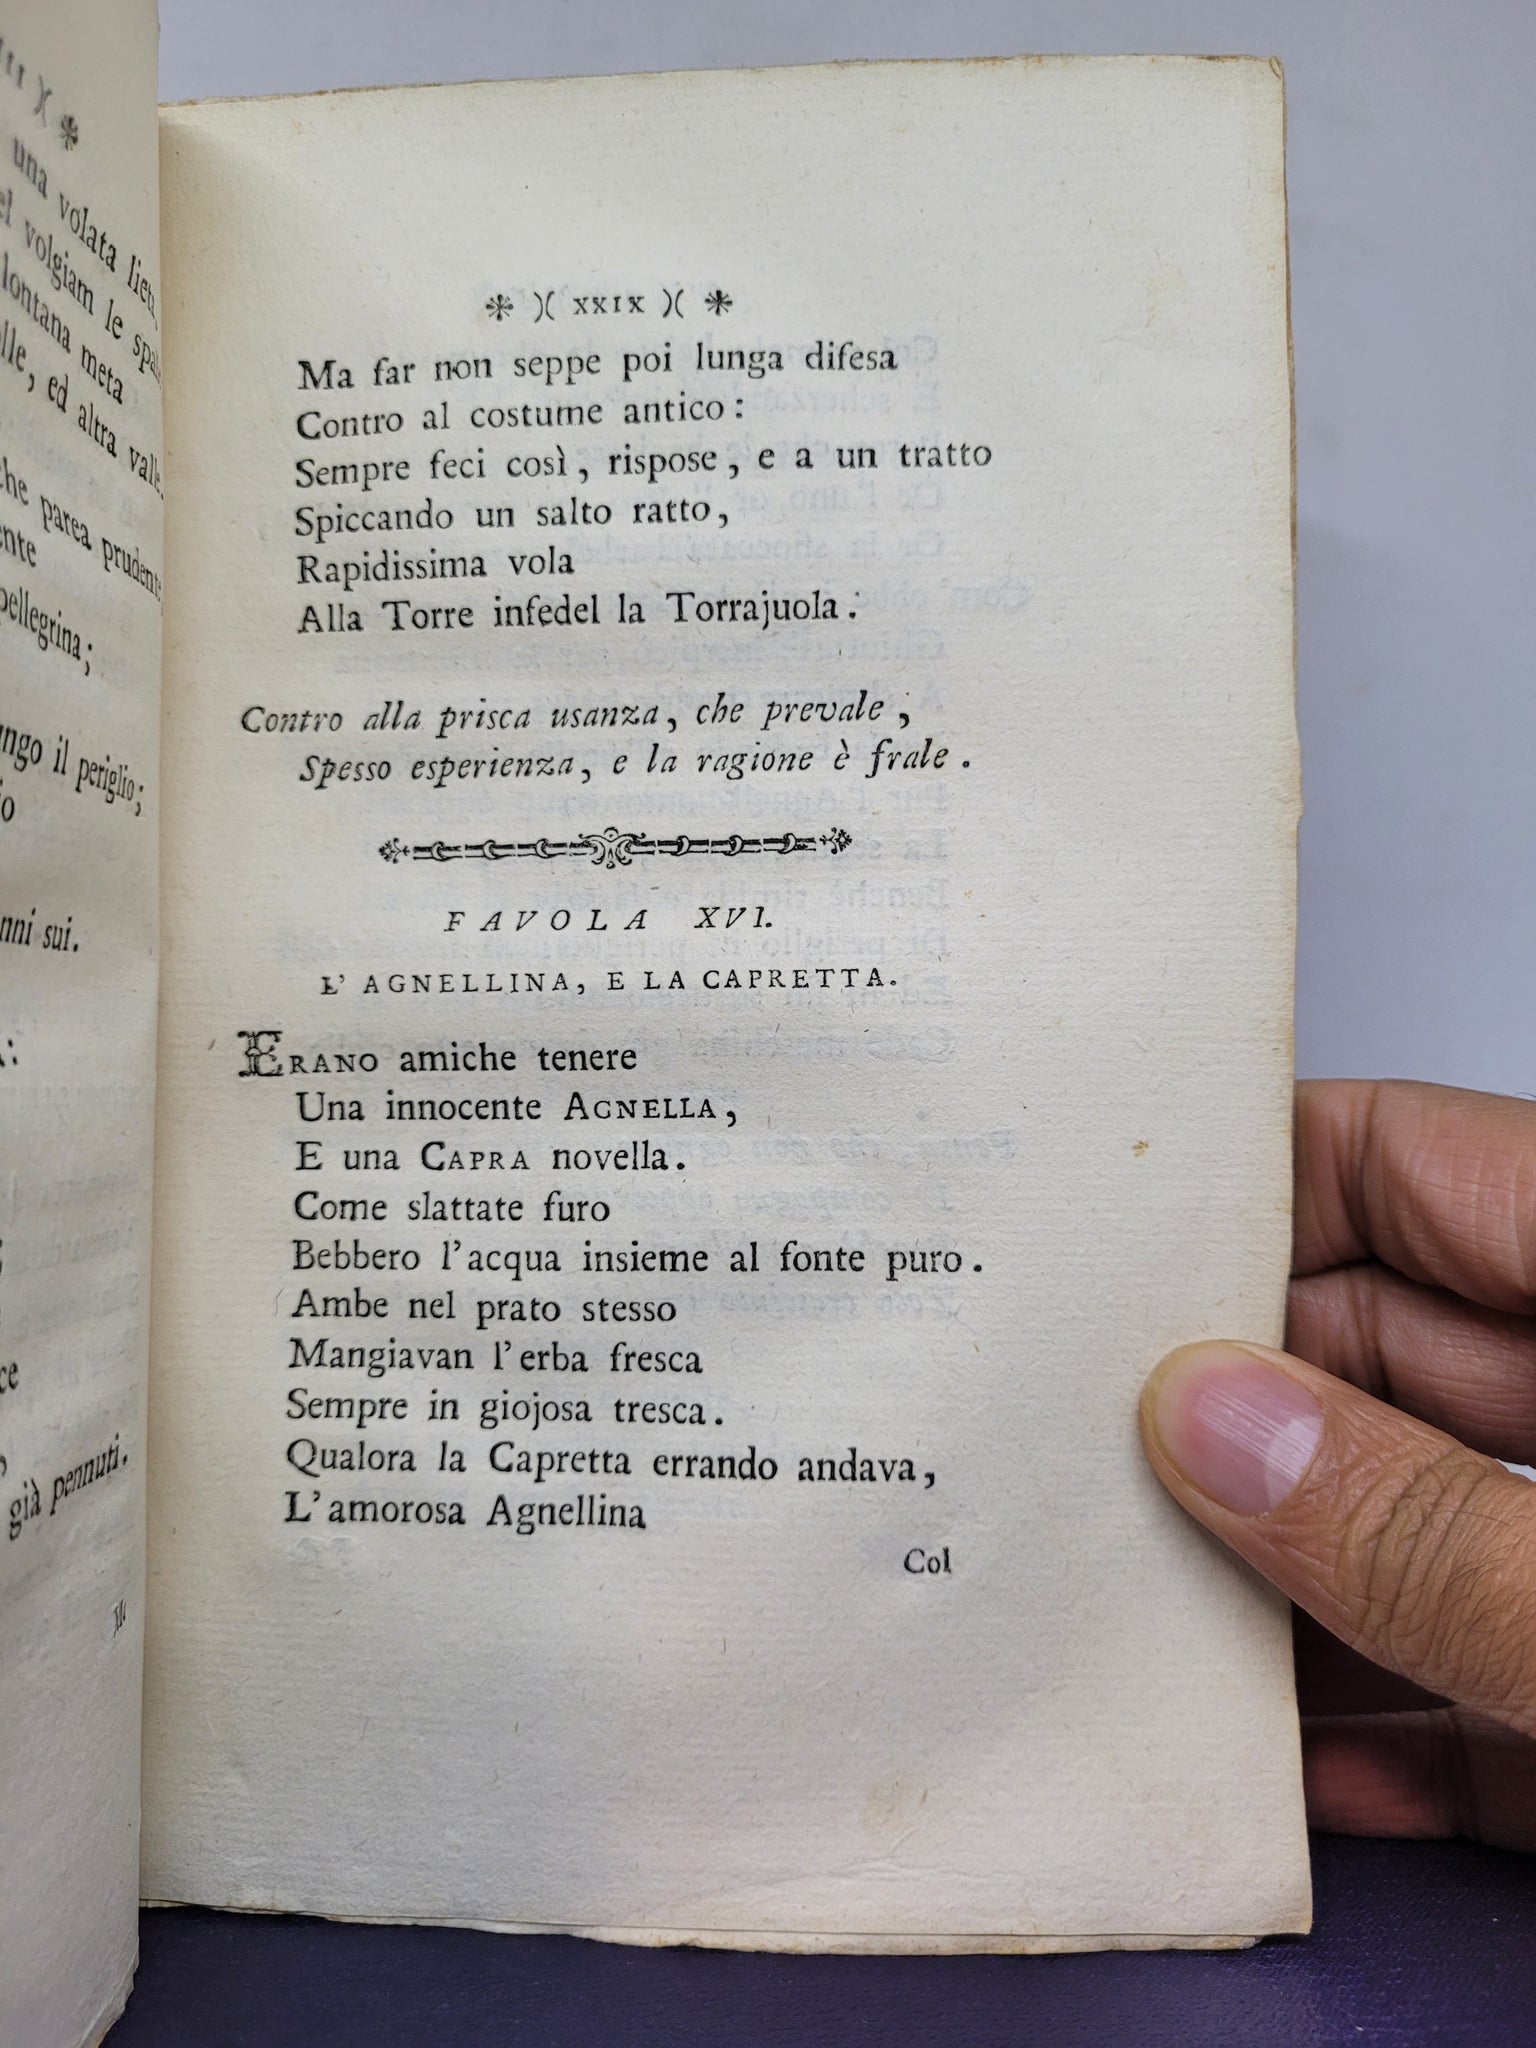 III )( *
una volata lieta
volgiam le
lontana meta
ed altra valle
che parea prudente
pellegrina;
il periglio;
nni sui.
già pennuti.
* )( XXIX )( *
Ma far non seppe poi lunga difesa
Contro al costume antico:
Sempre feci così, rispose, e a un tratto
Spiccando un salto ratto,
Rapidissima vola
Alla Torre infedel la Torrajuola.
Contro alla prisca usanza, che prevale,
Spesso esperienza, e la ragione è frale.
FAVOLA XVI.
L' AGNELLINA, E LA CAPRETTA.
ERANO amiche tenere
Una innocente AGNELLA,
E una CAPRA novella.
Come slattate furo
Bebbero l'acqua insieme al fonte puro.
Ambe nel prato stesso
Mangiavan l'erba fresca
Sempre in giojosa tresca.
Qualora la Capretta errando andava,
L'amorosa Agnellina
Col